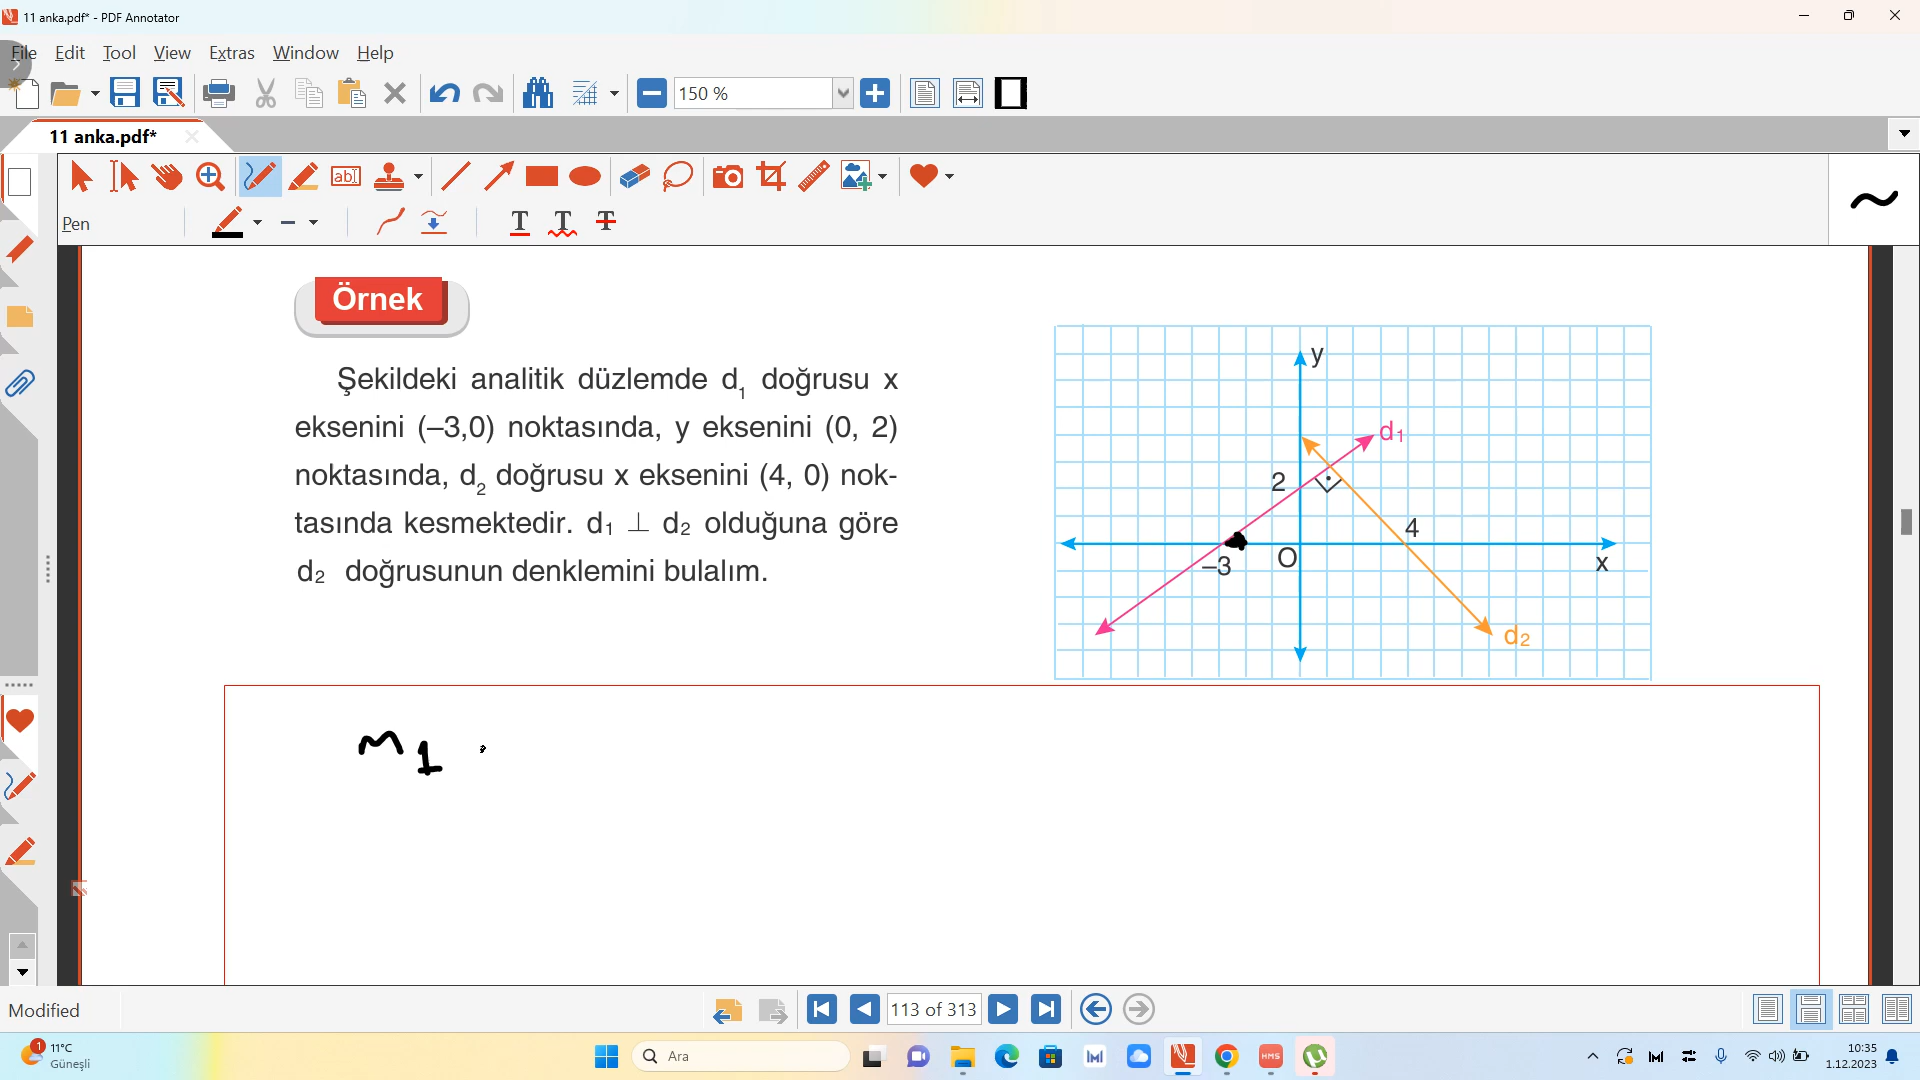 11 anka.pdf* - PDF Annotator
File Edit Tool View Extras Window Help
150 %
11 anka.pdf*
Pen
Örnek
Şekildeki analitik düzlemde d₁ doğrusu x
eksenini (–3,0) noktasında, y eksenini (0, 2)
noktasında, d₂ doğrusu x eksenini (4, 0) nok-
tasında kesmektedir. d₁ ⊥ d₂ olduğuna göre
d₂ doğrusunun denklemini bulalım.
y
d₁
2
4
–3
O
x
d₂
m₁
Modified
113 of 313
1
11°C
Güneşli
Ara
HMS
10:35
1.12.2023